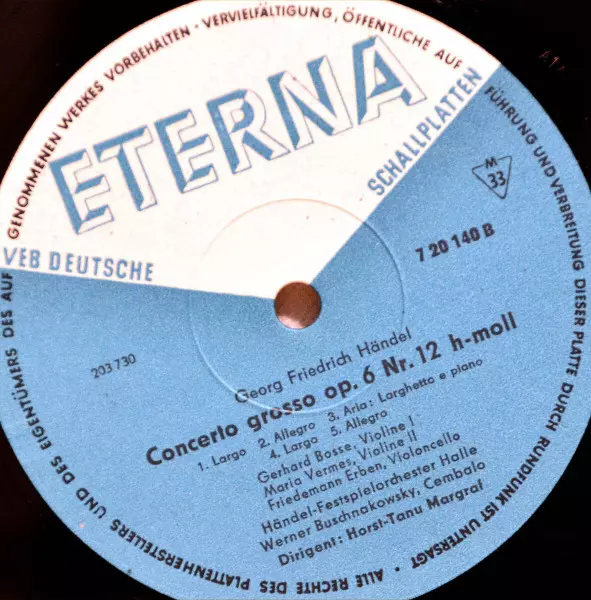 ALLE RECHTE DES PLATTENHERSTELLERS UND DES EIGENTÜMERS DES AUF GENOMMENEN WERKES VORBEHALTEN · VERVIELFÄLTIGUNG, ÖFFENTLICHE AUF FÜHRUNG UND VERBREITUNG DIESER PLATTE DURCH RUNDFUNK IST UNTERSAGT ·
ETERNA
VEB DEUTSCHE SCHALLPLATTEN
M
33
7 20 140 B
203 730
Georg Friedrich Händel
Concerto grosso op. 6 Nr. 12 h-moll
1. Largo 2. Allegro 3. Aria: Larghetto e piano
4. Largo 5. Allegro
Gerhard Bosse, Violine I
Maria Vermes, Violine II
Friedemann Erben, Violoncello
Händel-Festspielorchester Halle
Werner Buschnakowsky, Cembalo
Dirigent: Horst-Tanu Margraf